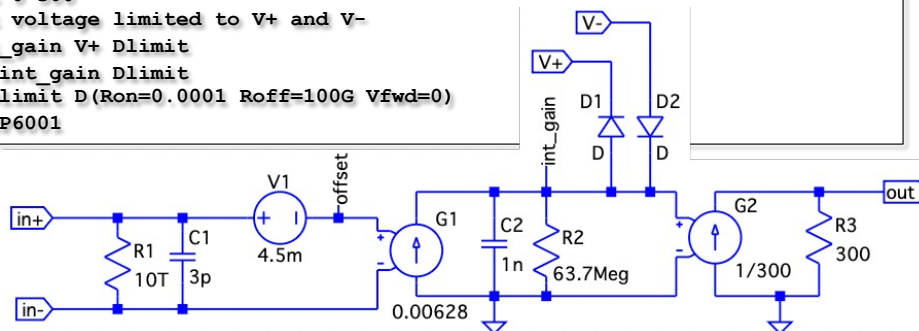 voltage limited to V+ and V-
_gain V+ Dlimit
int_gain Dlimit
limit D(Ron=0.0001 Roff=100G Vfwd=0)
P6001
V-
V+
int_gain
D1
D2
D
D
offset
V1
+
4.5m
in+
in-
R1
10T
C1
3p
G1
+
-
0.00628
C2
1n
R2
63.7Meg
G2
+
-
1/300
R3
300
out